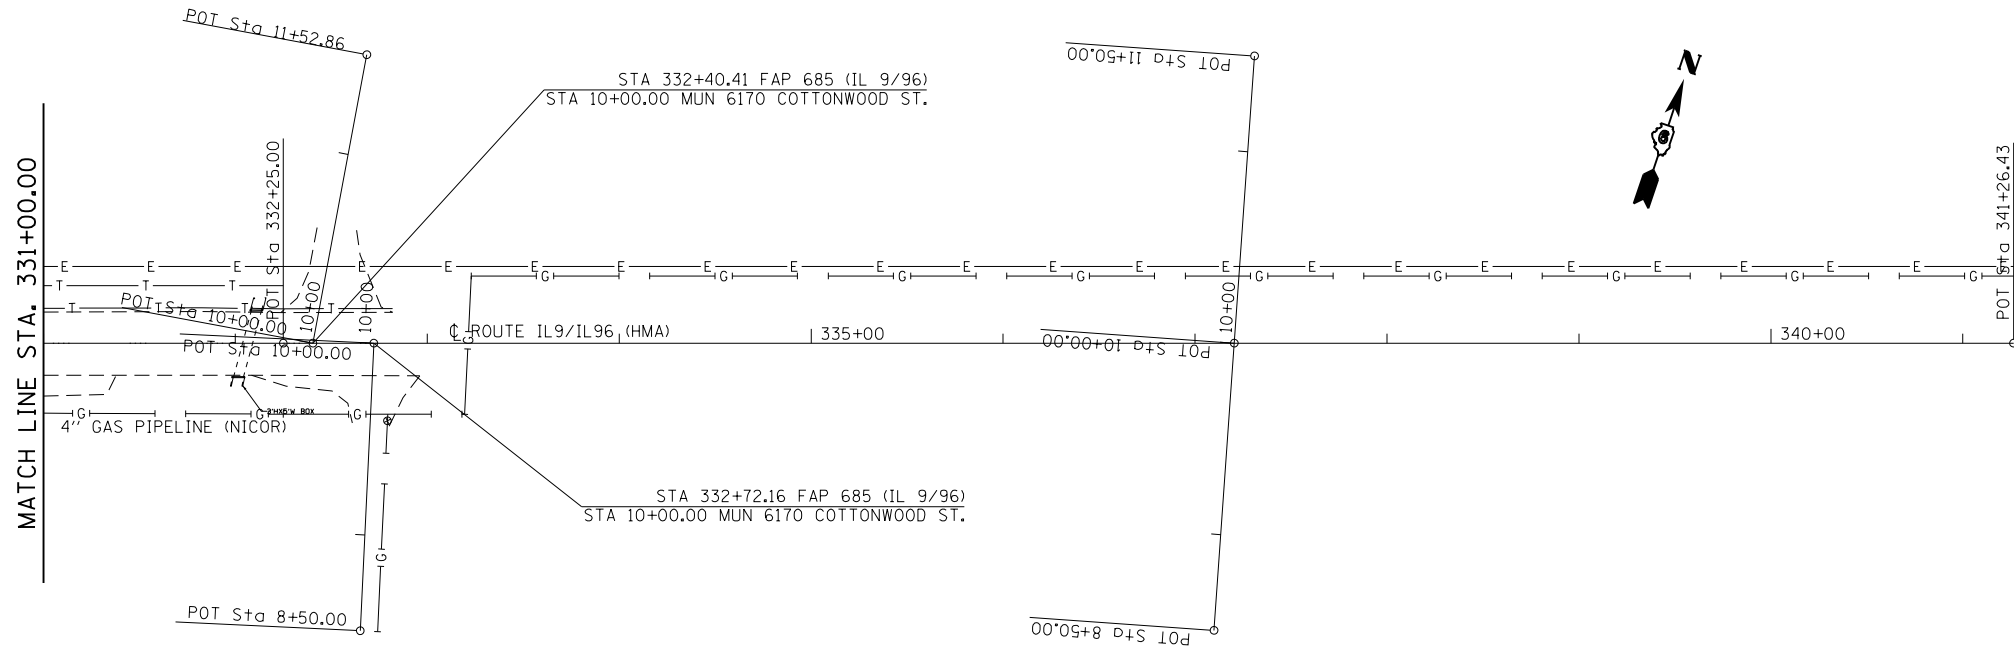 POT Sta 11+52.86
STA 332+40.41 FAP 685 (IL 9/96)
STA 10+00.00 MUN 6170 COTTONWOOD ST.
POT Sta 11+50.00
N
6
MATCH LINE STA. 331+00.00
POT Sta 332+25.00
POT Sta 341+26.43
E E E E E E E E E E E E E E E E E E E E E E
G G G G G G G G G
T T T
T T T T
POT Sta 10+00.00
10+00
10+00
10+00
POT Sta 10+00.00
℄ ROUTE IL9/IL96 (HMA)
G
335+00
POT Sta 10+00.00
340+00
G G G
3'HX5'W BOX
4" GAS PIPELINE (NICOR)
STA 332+72.16 FAP 685 (IL 9/96)
STA 10+00.00 MUN 6170 COTTONWOOD ST.
G
POT Sta 8+50.00
POT Sta 8+50.00